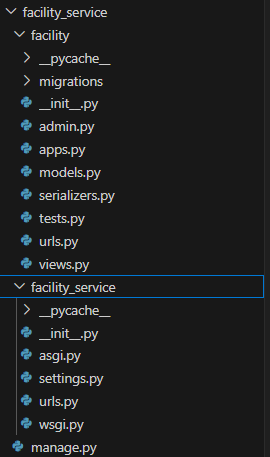 facility_service
facility
__pycache__
migrations
__init__.py
admin.py
apps.py
models.py
serializers.py
tests.py
urls.py
views.py
facility_service
__pycache__
__init__.py
asgi.py
settings.py
urls.py
wsgi.py
manage.py